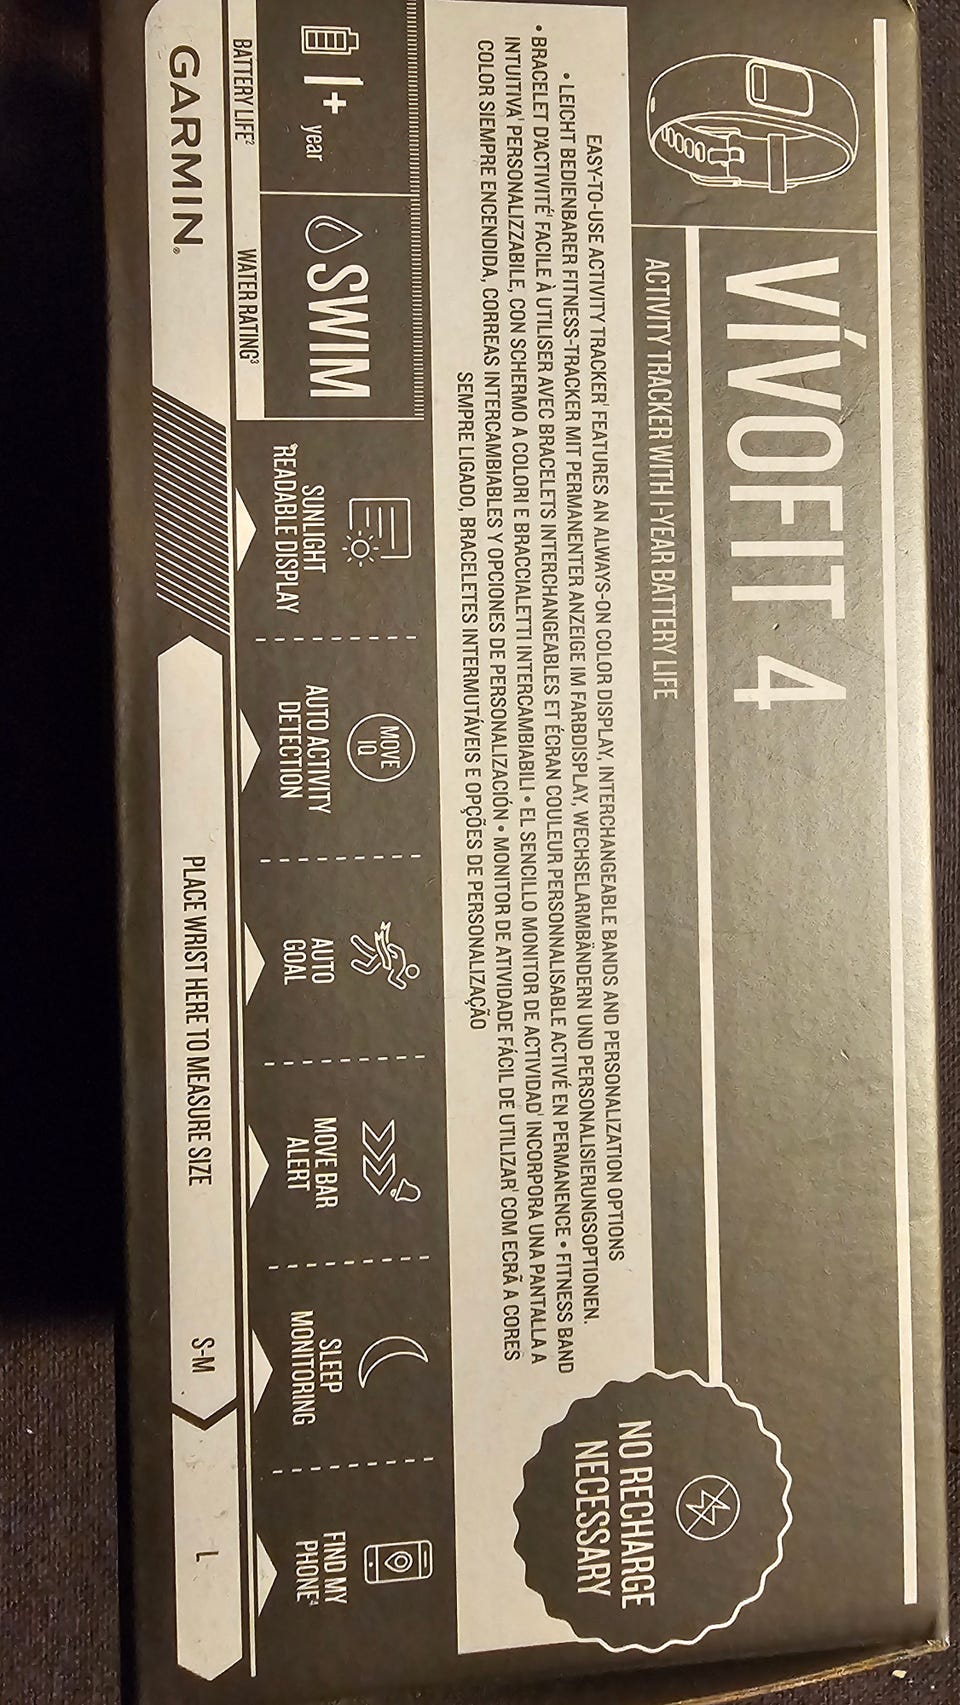 VÍVOFIT 4
ACTIVITY TRACKER WITH 1-YEAR BATTERY LIFE
NO RECHARGE
NECESSARY
EASY-TO-USE ACTIVITY TRACKER¹ FEATURES AN ALWAYS-ON COLOR DISPLAY, INTERCHANGEABLE BANDS AND PERSONALIZATION OPTIONS
• LEICHT BEDIENBARER FITNESS-TRACKER MIT PERMANENTER ANZEIGE IM FARBDISPLAY, WECHSELARMBÄNDERN UND PERSONALISIERUNGSOPTIONEN.
• BRACELET D'ACTIVITÉ¹ FACILE À UTILISER AVEC BRACELETS INTERCHANGEABLES ET ÉCRAN COULEUR PERSONNALISABLE ACTIVÉ EN PERMANENCE • FITNESS BAND
INTUITIVA¹ PERSONALIZZABILE, CON SCHERMO A COLORI E BRACCIALETTI INTERCAMBIABILI • EL SENCILLO MONITOR DE ACTIVIDAD¹ INCORPORA UNA PANTALLA A
COLOR SIEMPRE ENCENDIDA, CORREAS INTERCAMBIABLES Y OPCIONES DE PERSONALIZACIÓN • MONITOR DE ATIVIDADE FÁCIL DE UTILIZAR¹ COM ECRÃ A CORES
SEMPRE LIGADO, BRACELETES INTERMUTÁVEIS E OPÇÕES DE PERSONALIZAÇÃO
1+ year
BATTERY LIFE²
SWIM
WATER RATING³
SUNLIGHT
READABLE DISPLAY
MOVE
IQ
AUTO ACTIVITY
DETECTION
AUTO
GOAL
MOVE BAR
ALERT
SLEEP
MONITORING
FIND MY
PHONE⁴
GARMIN®
PLACE WRIST HERE TO MEASURE SIZE
S-M
L